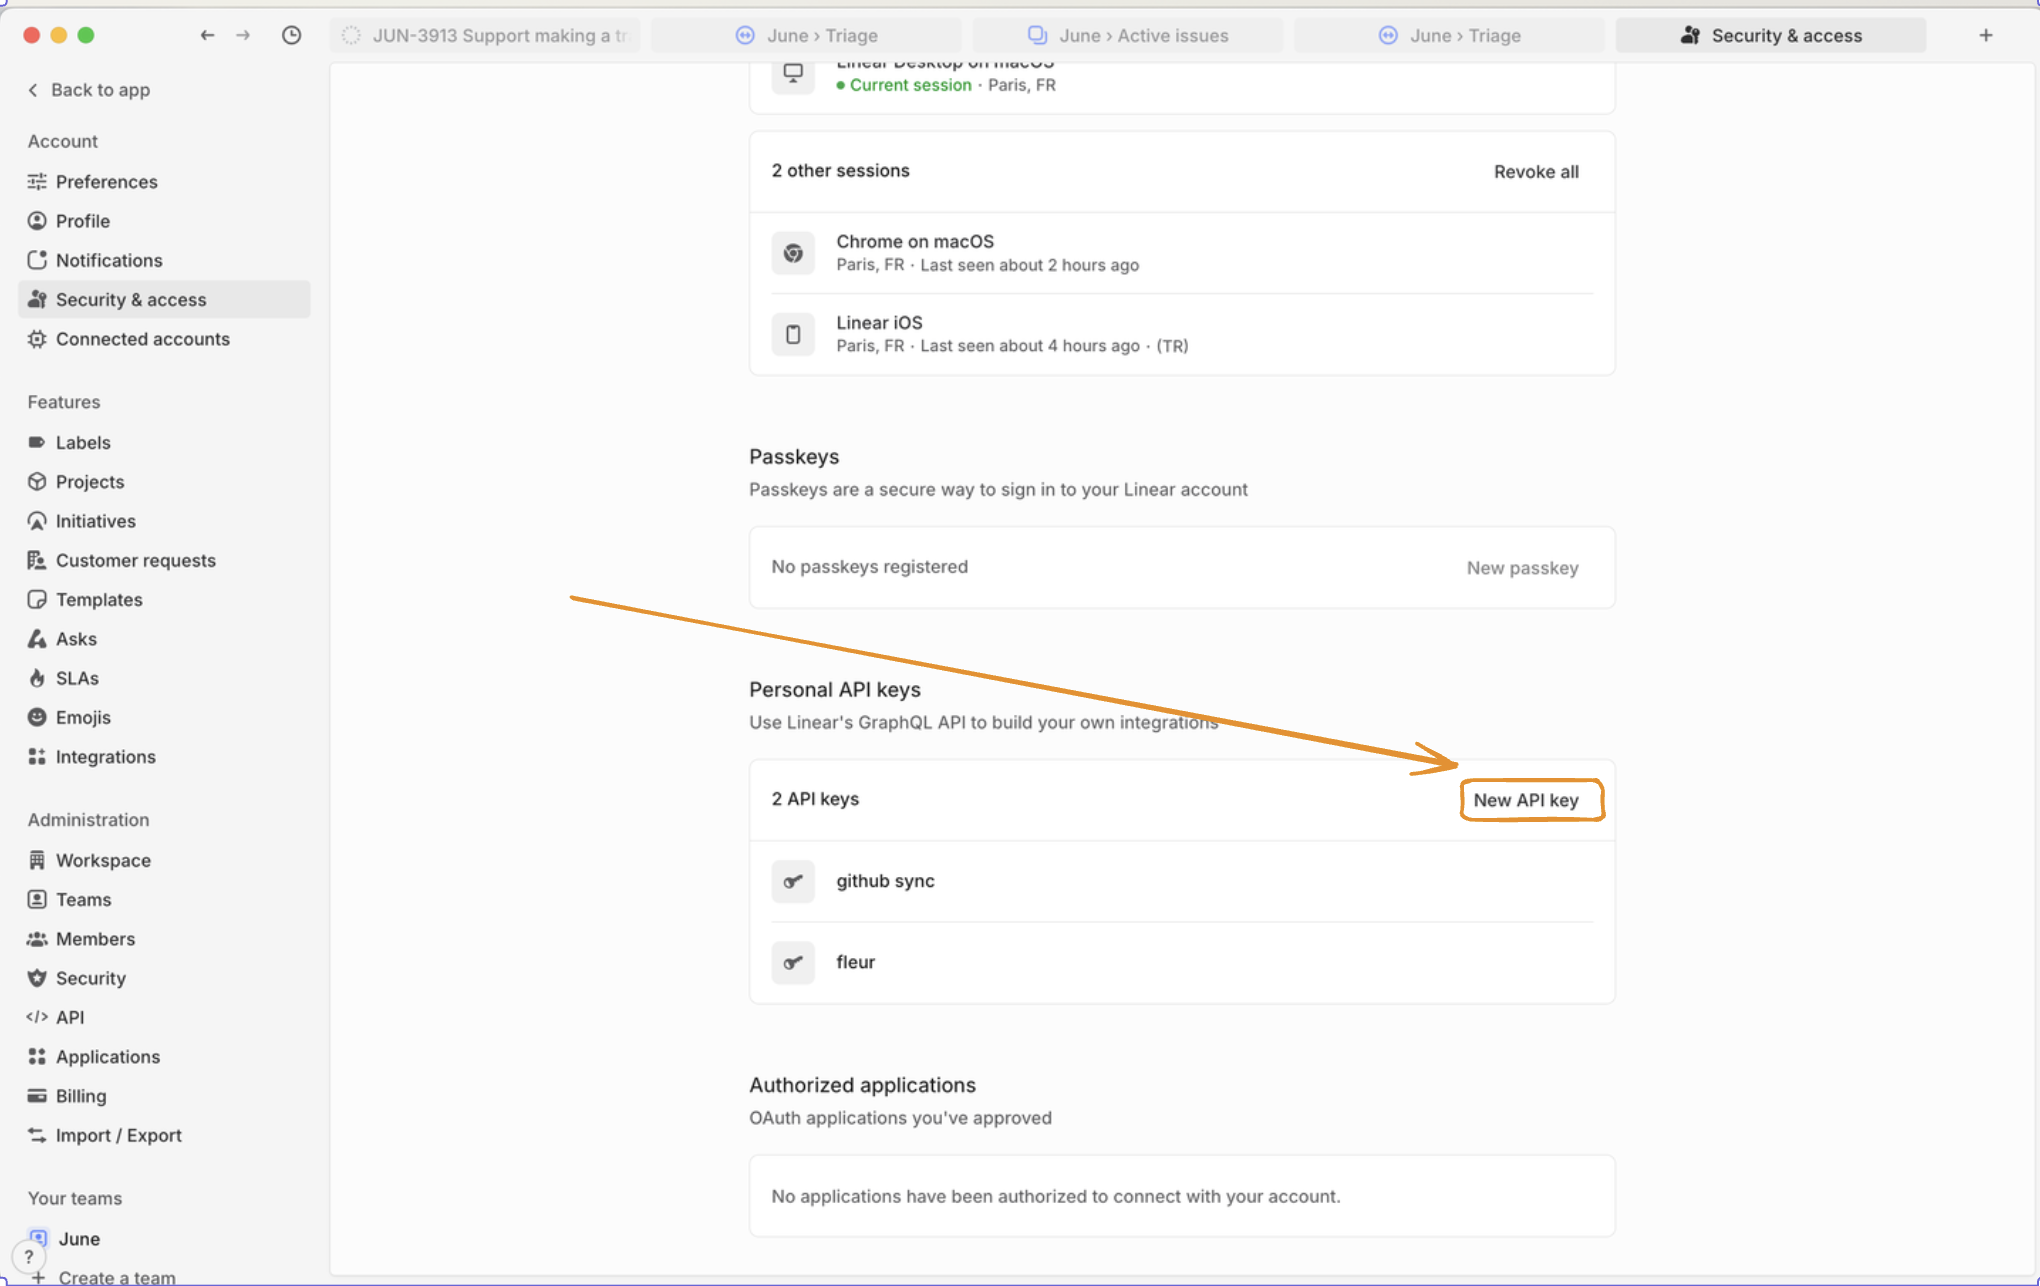 JUN-3913 Support making a tr
June › Triage
June › Active issues
June › Triage
Security & access
Back to app
Account
Preferences
Profile
Notifications
Security & access
Connected accounts
Features
Labels
Projects
Initiatives
Customer requests
Templates
Asks
SLAs
Emojis
Integrations
Administration
Workspace
Teams
Members
Security
</> API
Applications
Billing
Import / Export
Your teams
June
?
+ Create a team
Linear Desktop on macOS
Current session · Paris, FR
2 other sessions
Revoke all
Chrome on macOS
Paris, FR · Last seen about 2 hours ago
Linear iOS
Paris, FR · Last seen about 4 hours ago · (TR)
Passkeys
Passkeys are a secure way to sign in to your Linear account
No passkeys registered
New passkey
Personal API keys
Use Linear's GraphQL API to build your own integrations
2 API keys
New API key
github sync
fleur
Authorized applications
OAuth applications you've approved
No applications have been authorized to connect with your account.